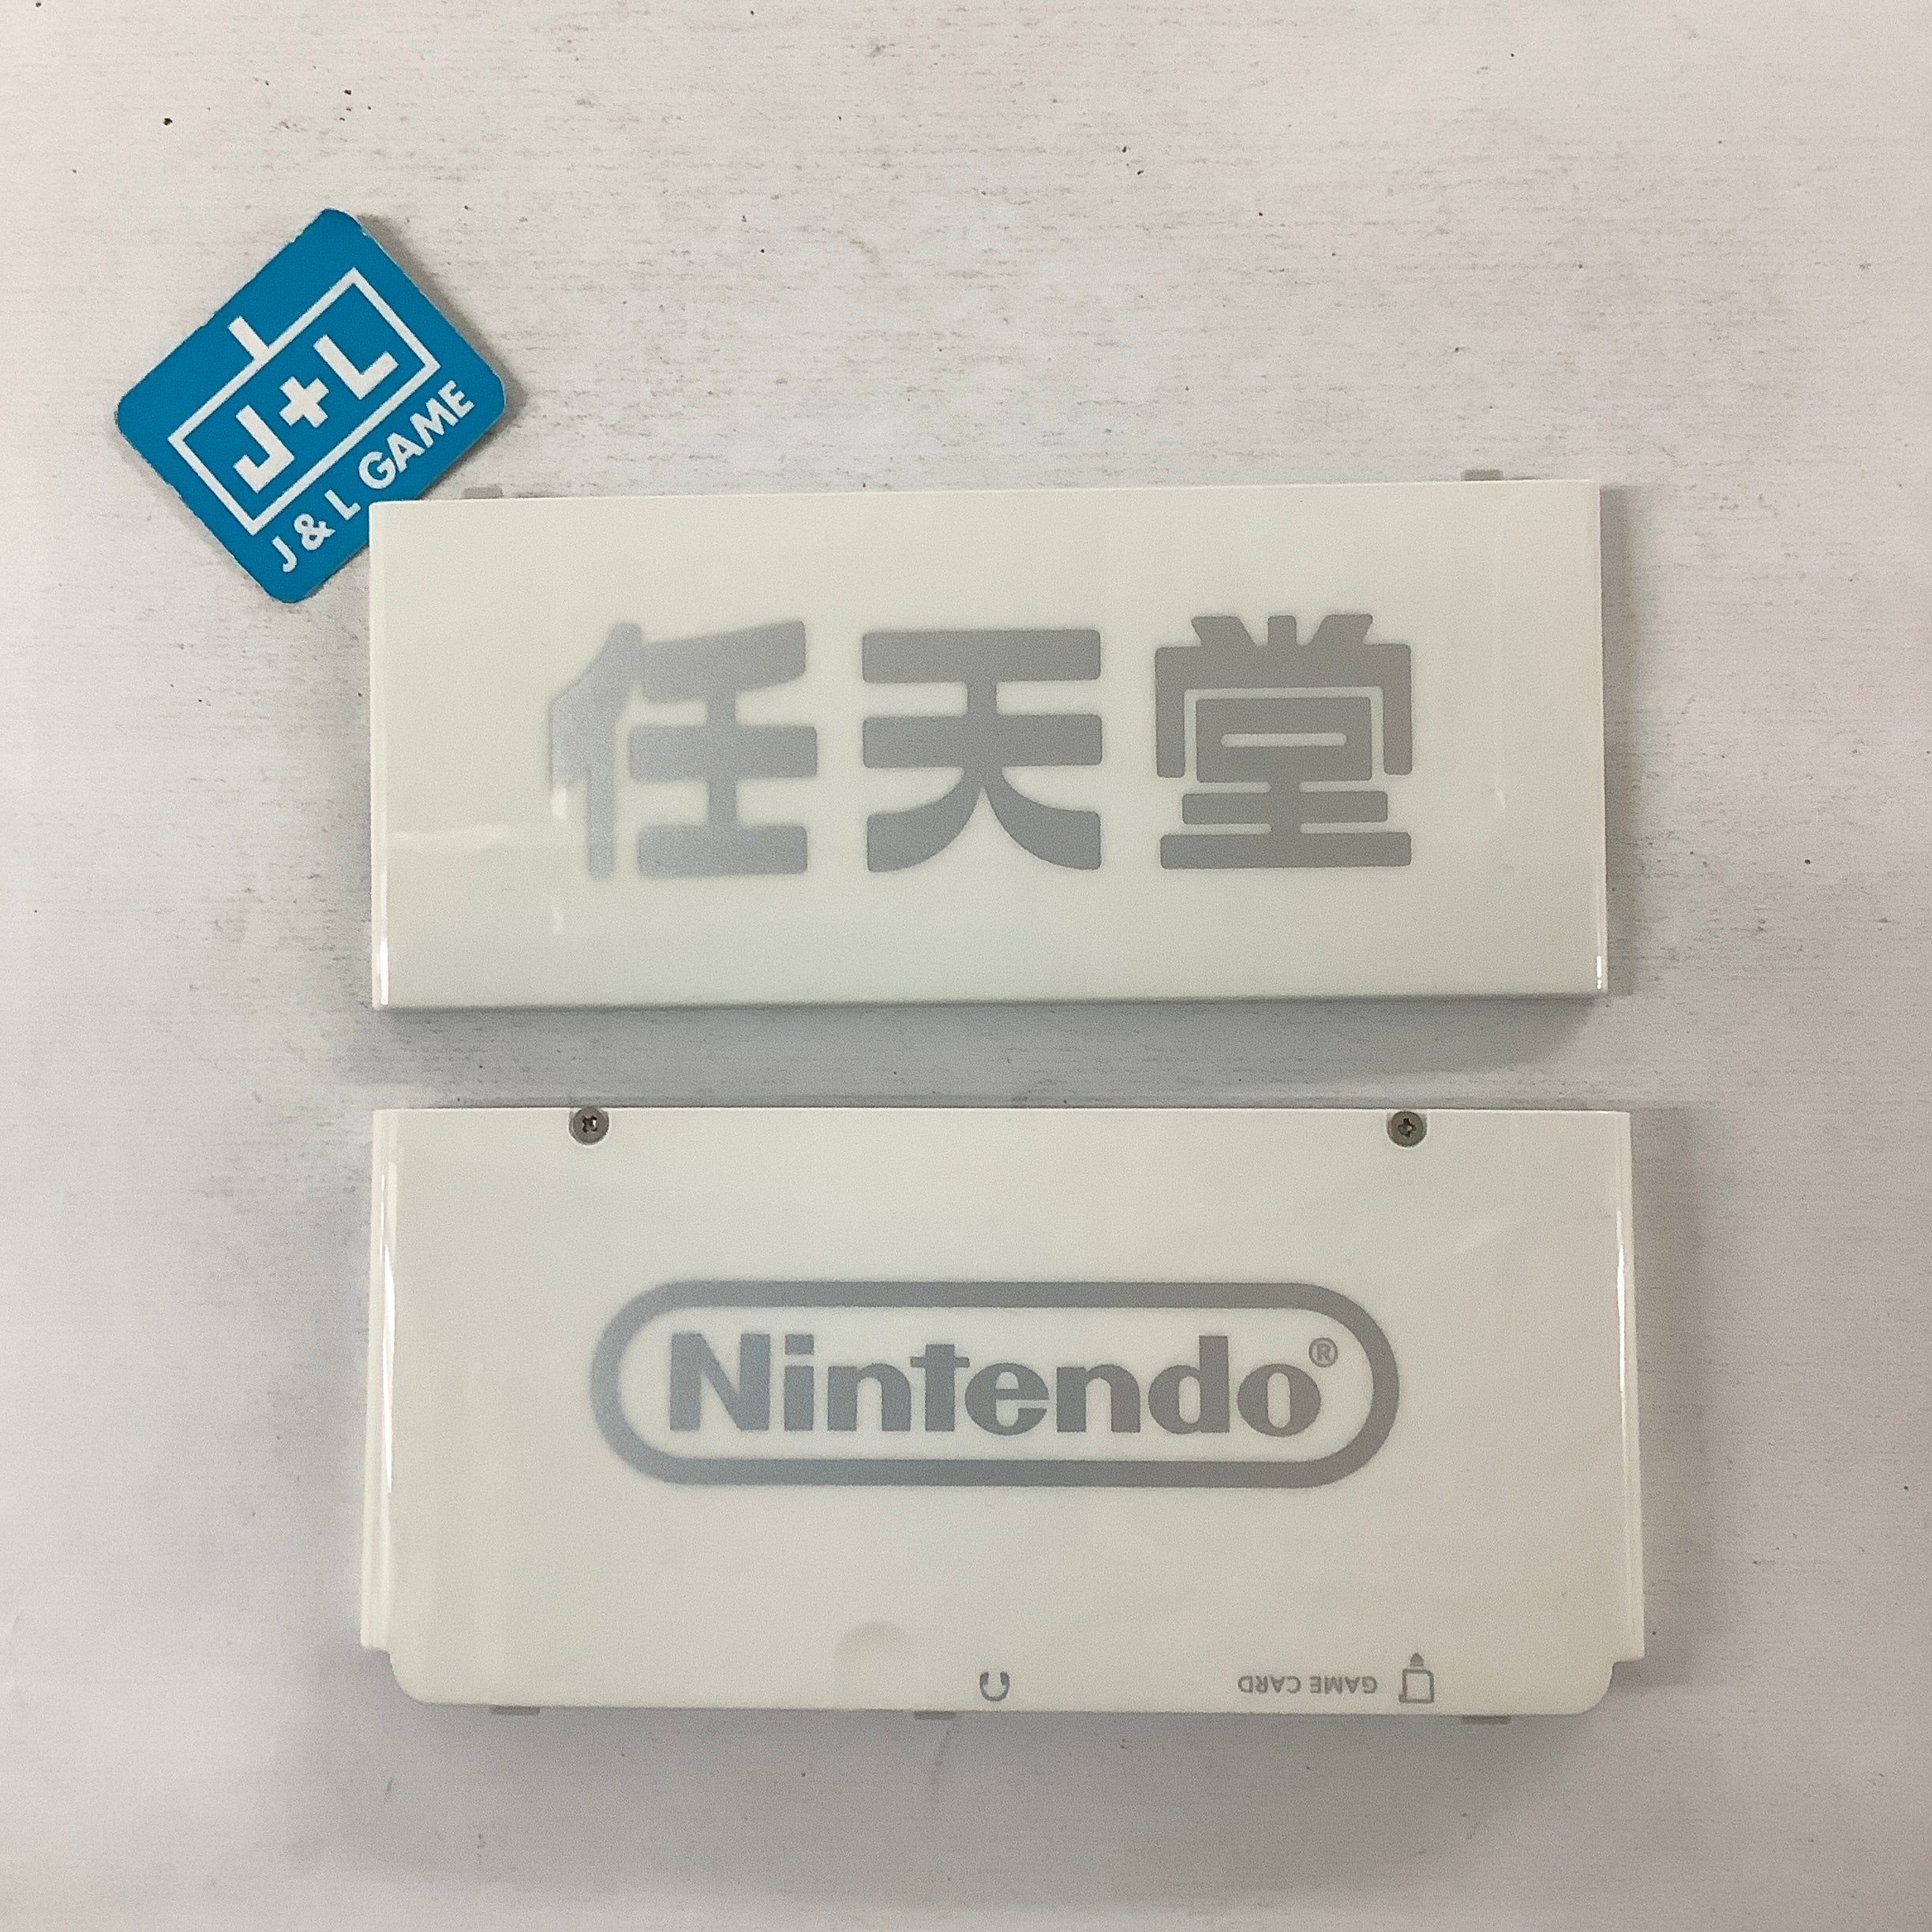 J+L
J & L GAME
任天堂
Nintendo®
GAME CARD